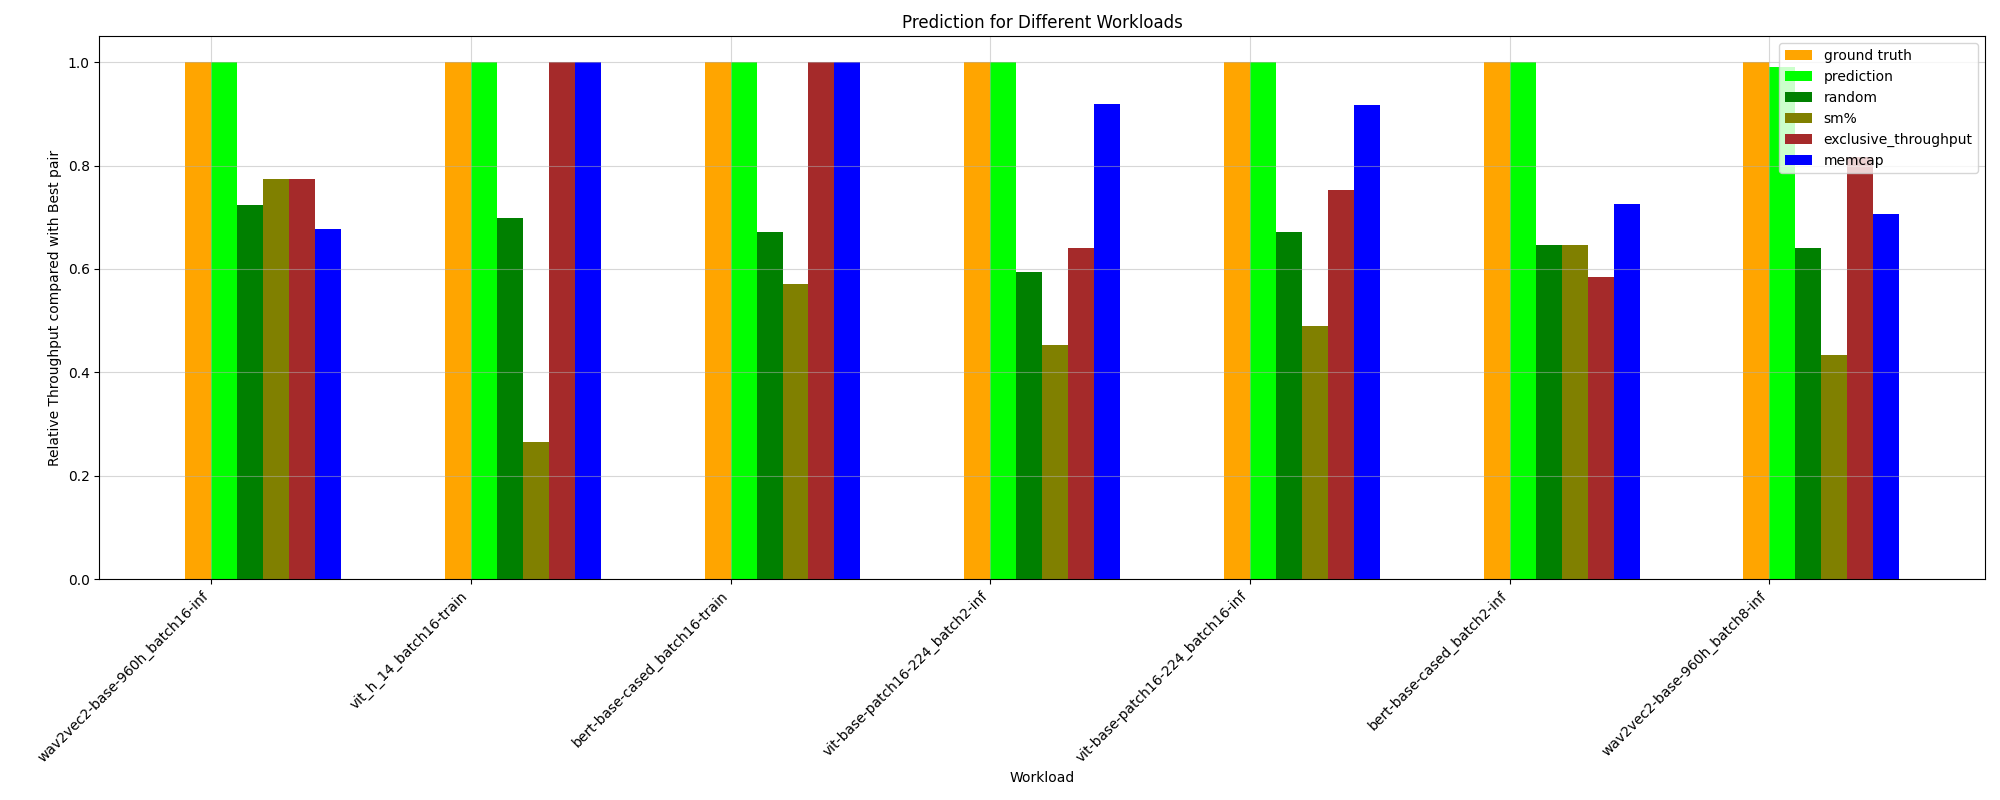 Prediction for Different Workloads
Relative Throughput compared with Best pair
1.0
0.8
0.6
0.4
0.2
0.0
ground truth
prediction
random
sm%
exclusive_throughput
memcap
wav2vec2-base-960h_batch16-inf
vit_h_14_batch16-train
bert-base-cased_batch16-train
vit-base-patch16-224_batch2-inf
vit-base-patch16-224_batch16-inf
bert-base-cased_batch2-inf
wav2vec2-base-960h_batch8-inf
Workload